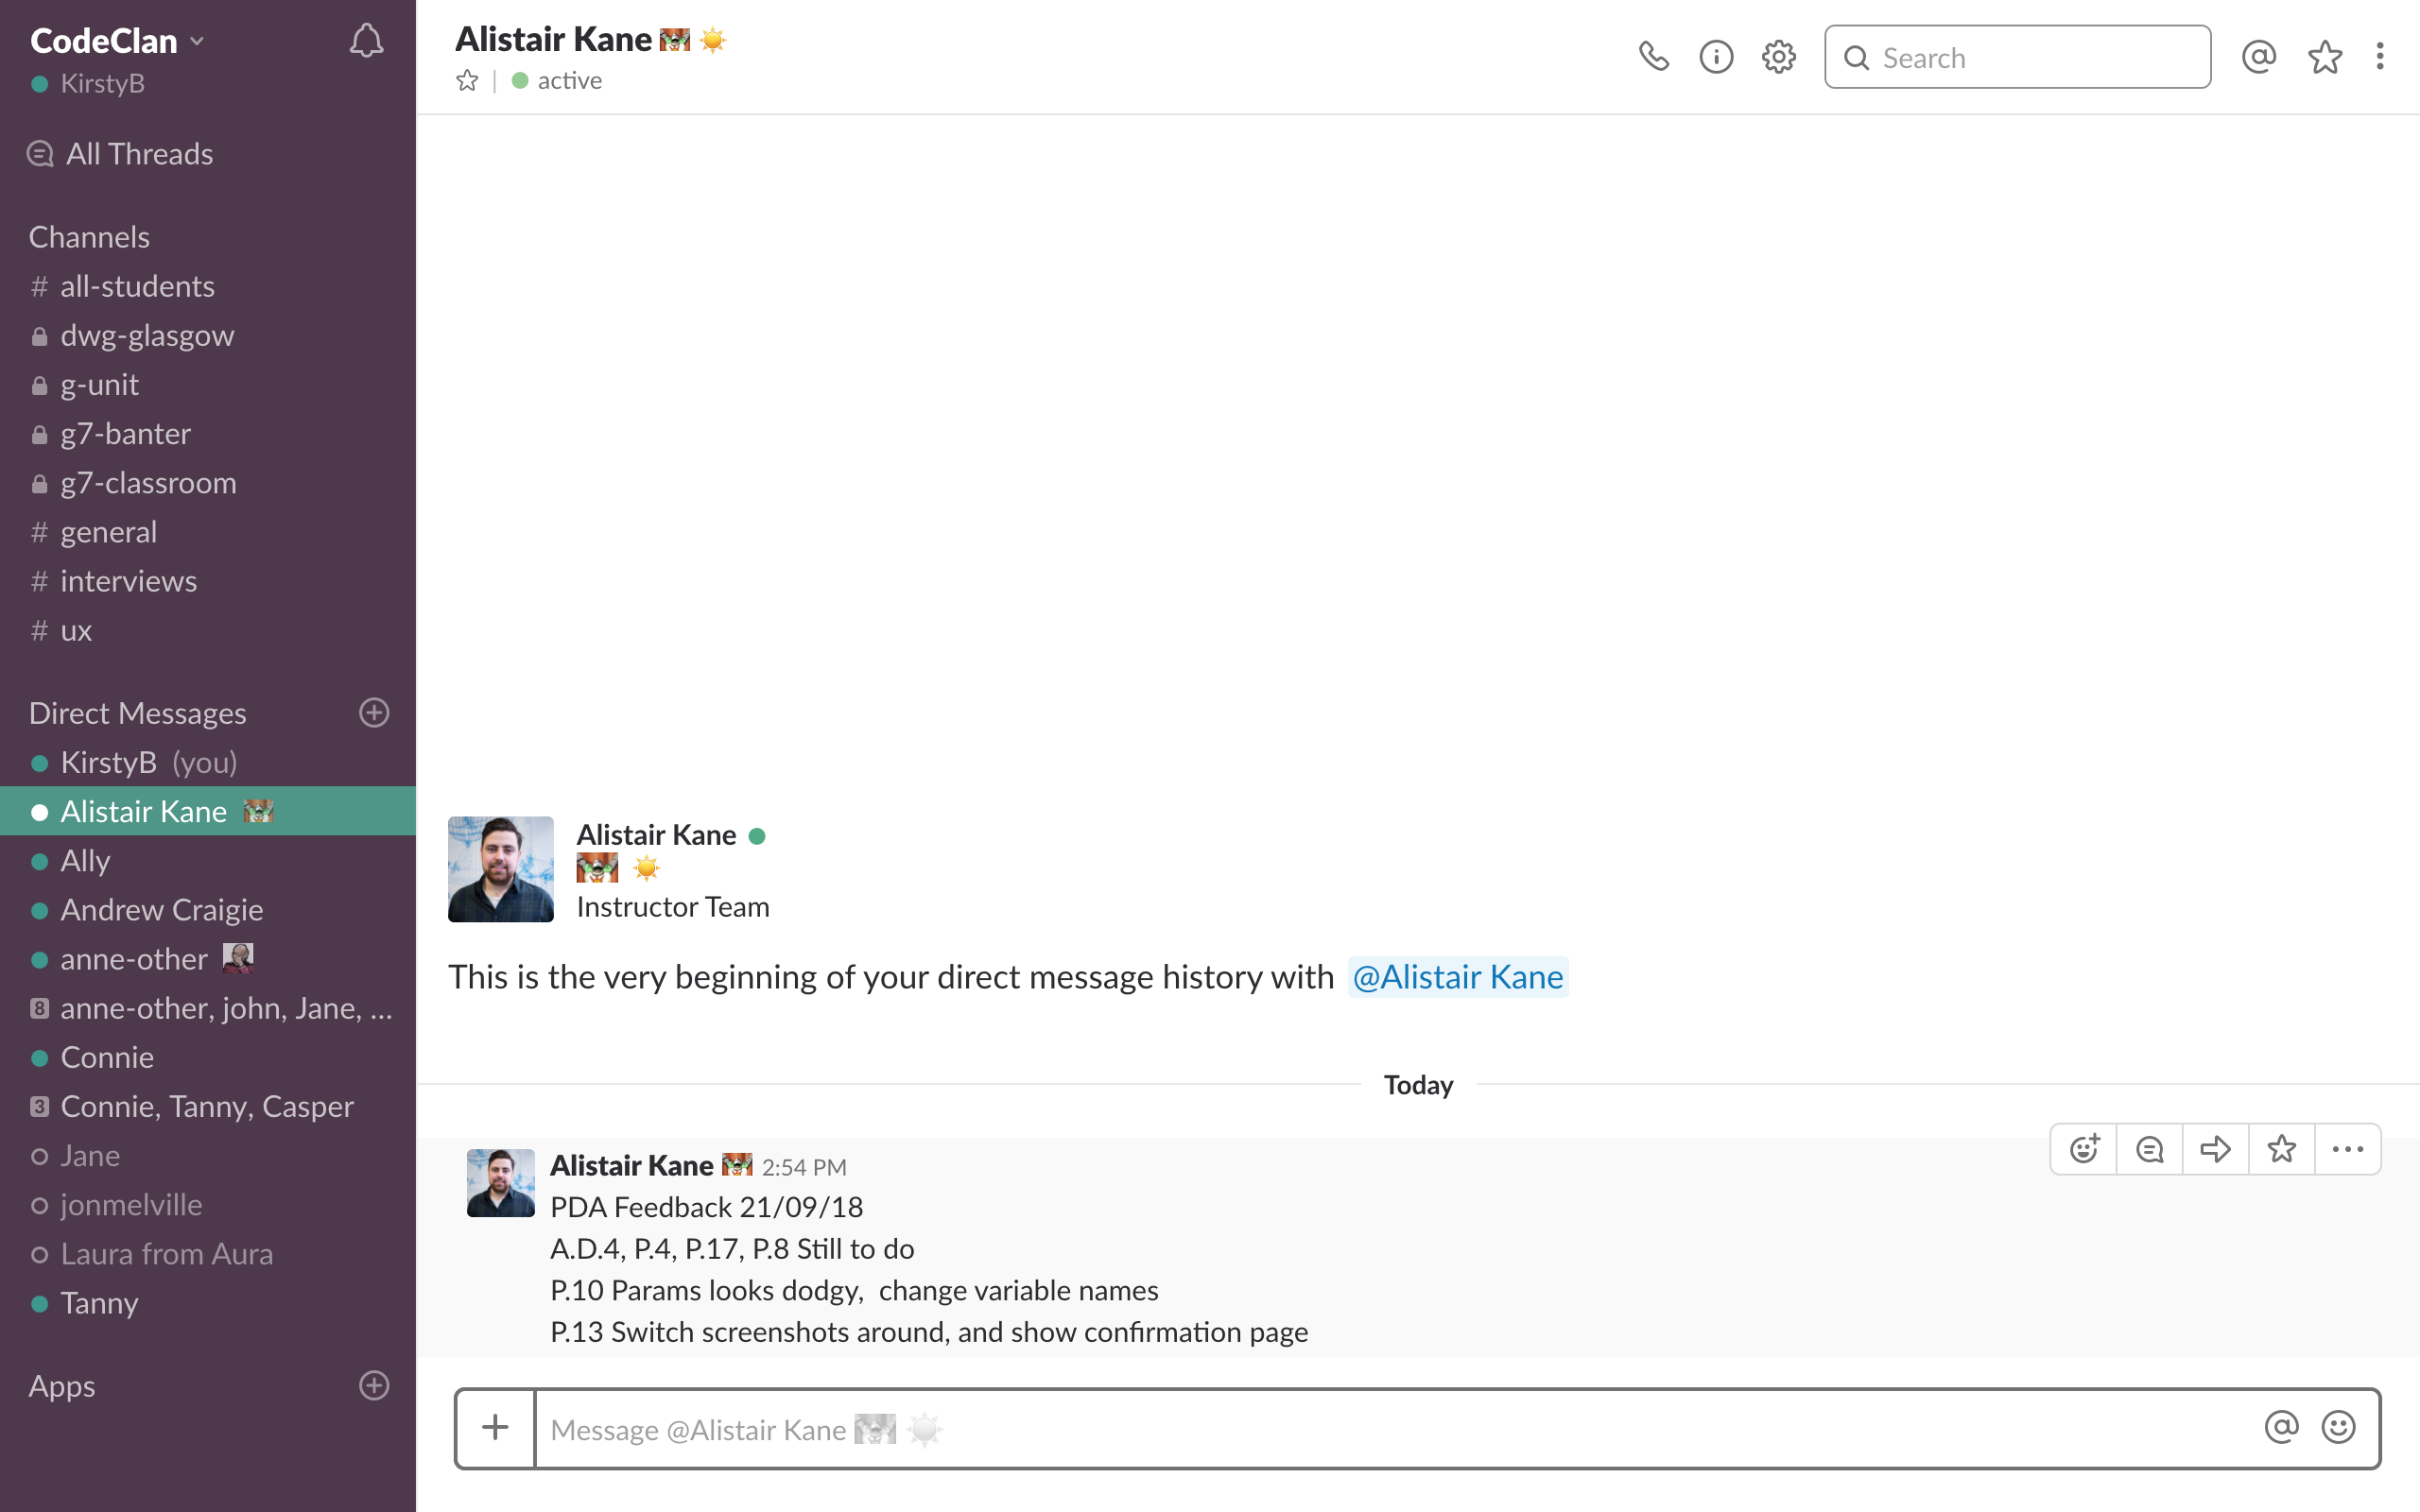 CodeClan
KirstyB
All Threads
Channels
# all-students
dwg-glasgow
g-unit
g7-banter
g7-classroom
# general
# interviews
# ux
Direct Messages
KirstyB (you)
Alistair Kane
Ally
Andrew Craigie
anne-other
8 anne-other, john, Jane, ...
Connie
3 Connie, Tanny, Casper
Jane
jonmelville
Laura from Aura
Tanny
Apps
Alistair Kane
active
Search
Alistair Kane
Instructor Team
This is the very beginning of your direct message history with @Alistair Kane
Today
Alistair Kane 2:54 PM
PDA Feedback 21/09/18
A.D.4, P.4, P.17, P.8 Still to do
P.10 Params looks dodgy,  change variable names
P.13 Switch screenshots around, and show confirmation page
Message @Alistair Kane